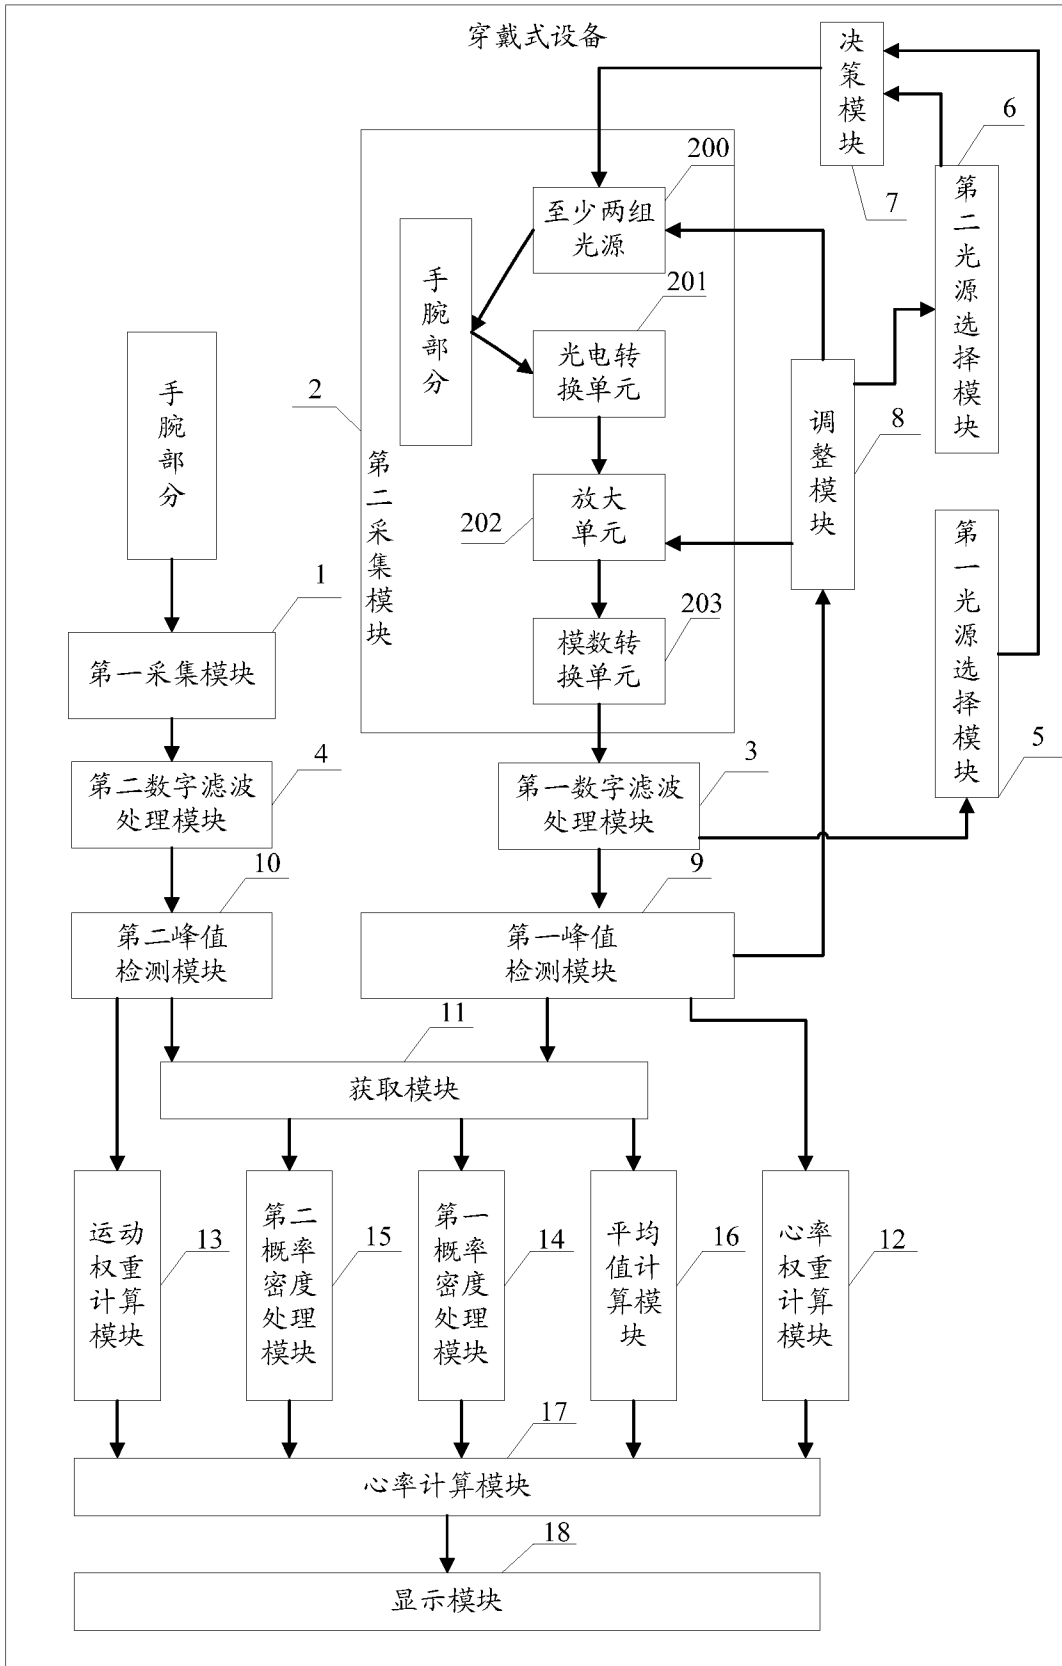 穿戴式设备
决策模块
7
第二光源选择模块
6
200
至少两组
光源
手腕部分
201
光电转
换单元
手腕部分
2
第二采集模块
调整模块
8
202
放大
单元
第一光源选择模块
5
203
模数转
换单元
1
第一采集模块
第二数字滤波
处理模块
4
第一数字滤波
处理模块
3
10
第二峰值
检测模块
9
第一峰值
检测模块
11
获取模块
运动
权重
计算
模块
13
第二
概率
密度
处理
模块
15
第一
概率
密度
处理
模块
14
平均
值计
算模
块
16
心率
权重
计算
模块
12
17
心率计算模块
18
显示模块